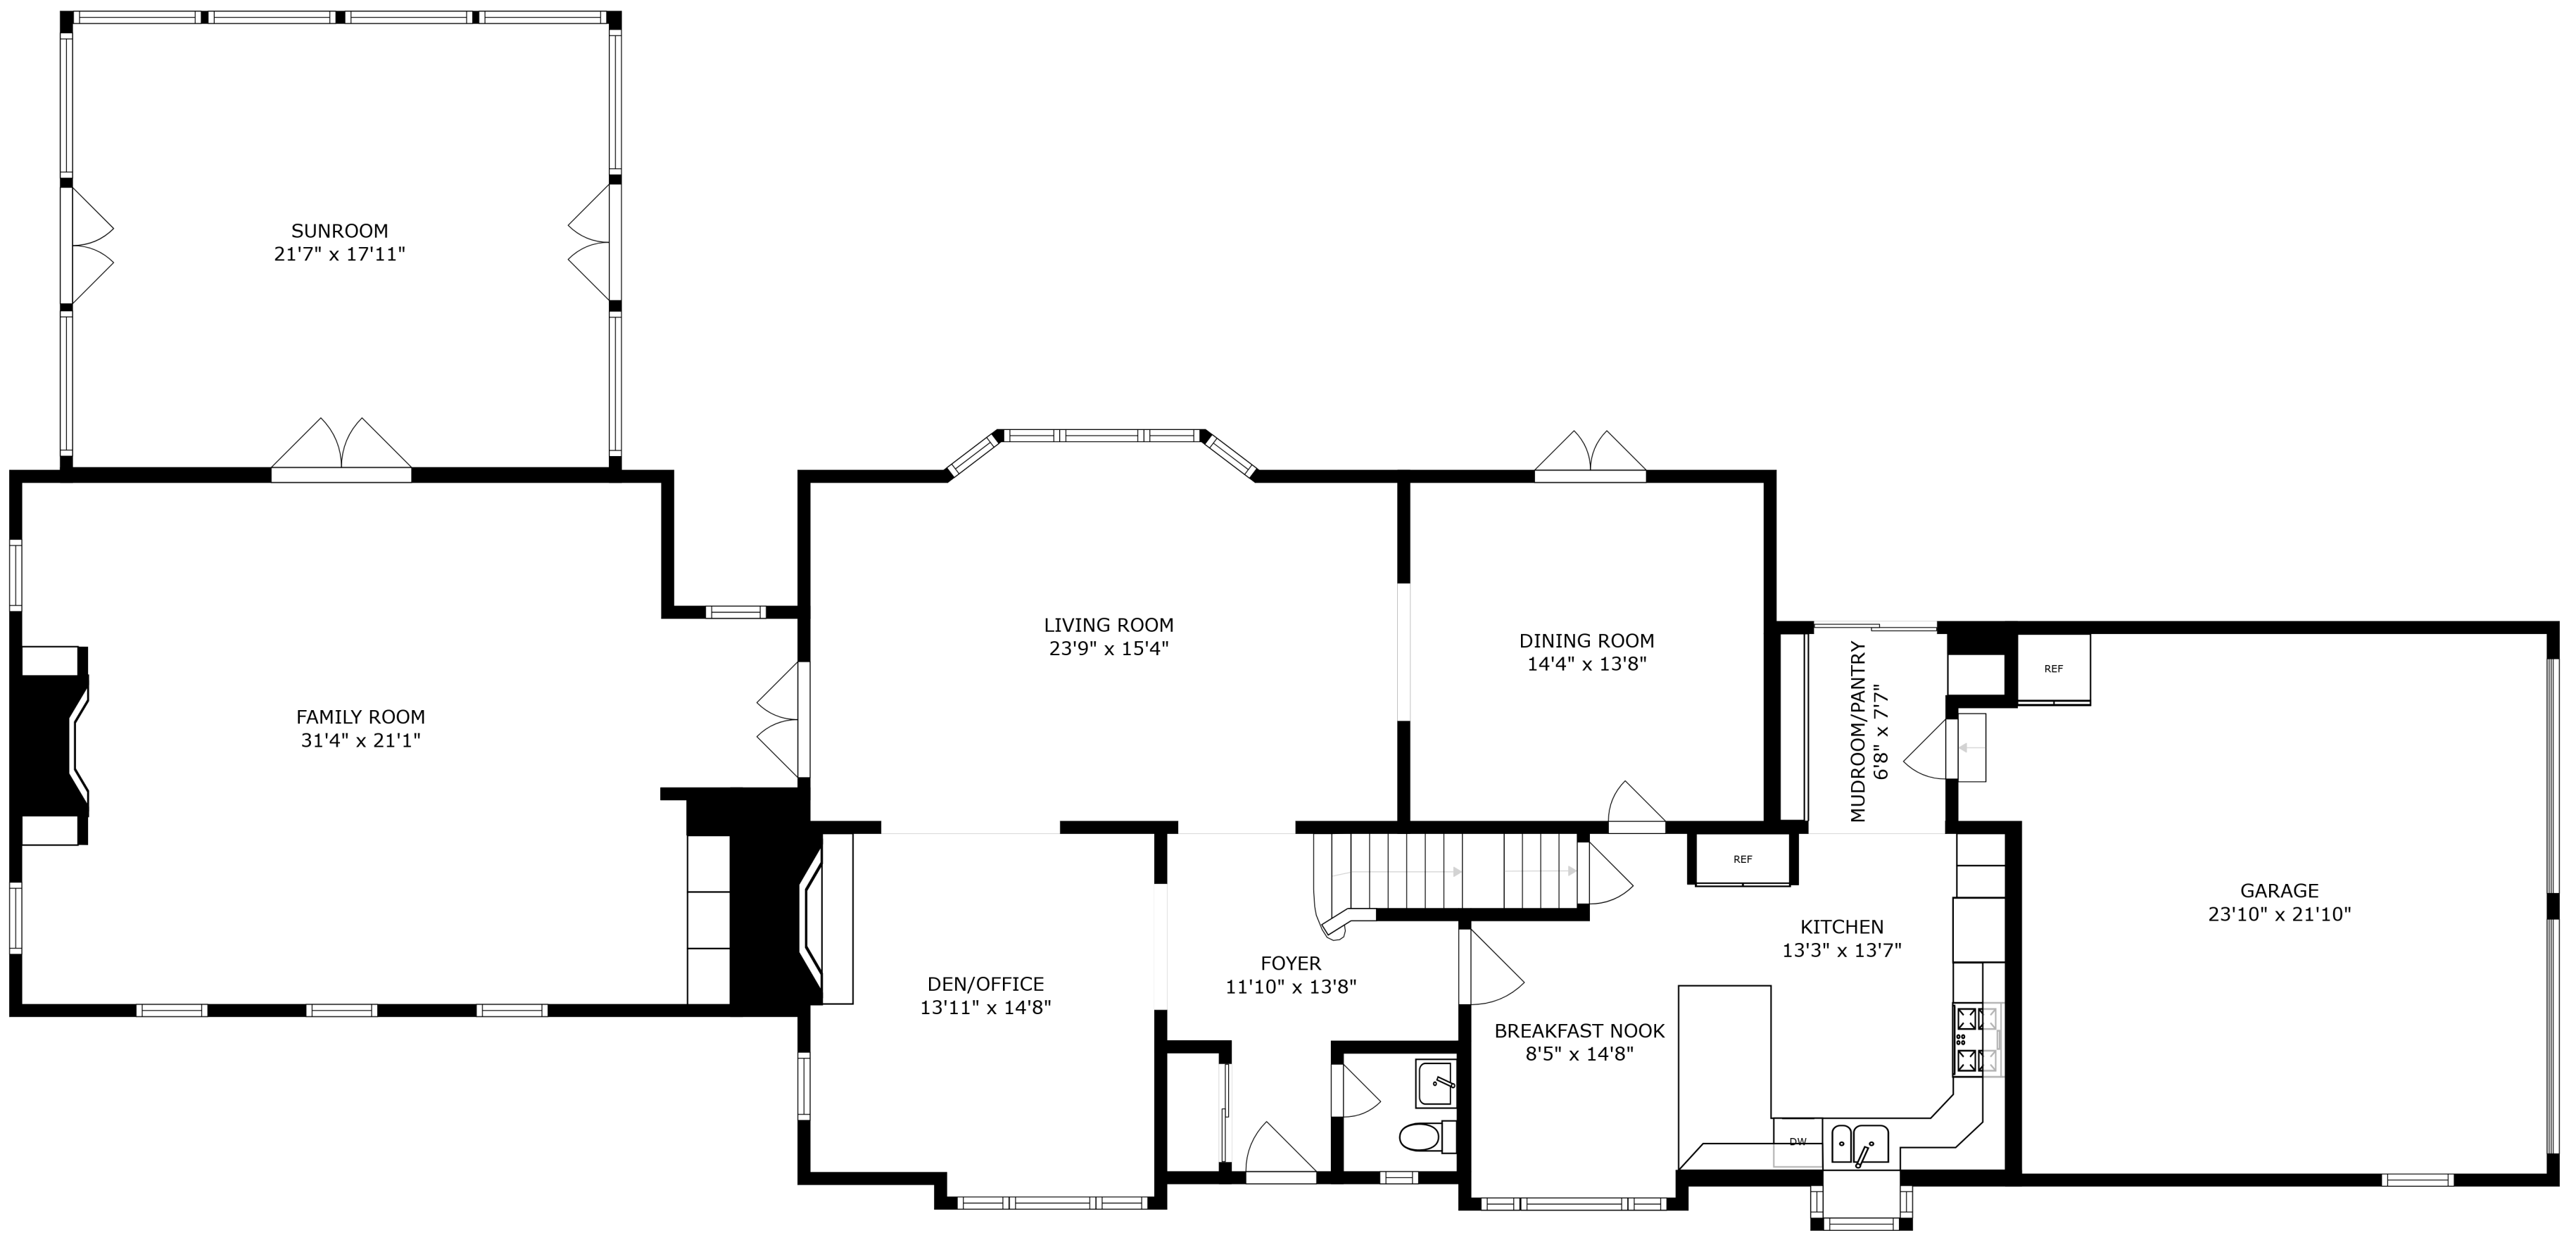 SUNROOM
21'7" x 17'11"
FAMILY ROOM
31'4" x 21'1"
LIVING ROOM
23'9" x 15'4"
DINING ROOM
14'4" x 13'8"
MUDROOM/PANTRY
6'8" x 7'7"
REF
REF
GARAGE
23'10" x 21'10"
KITCHEN
13'3" x 13'7"
FOYER
11'10" x 13'8"
DEN/OFFICE
13'11" x 14'8"
BREAKFAST NOOK
8'5" x 14'8"
DW